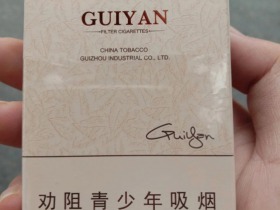 GUIYAN
FILTER CIGARETTES
CHINA TOBACCO
GUIZHOU INDUSTRIAL CO., LTD.
GuiYan
劝阻青少年吸烟